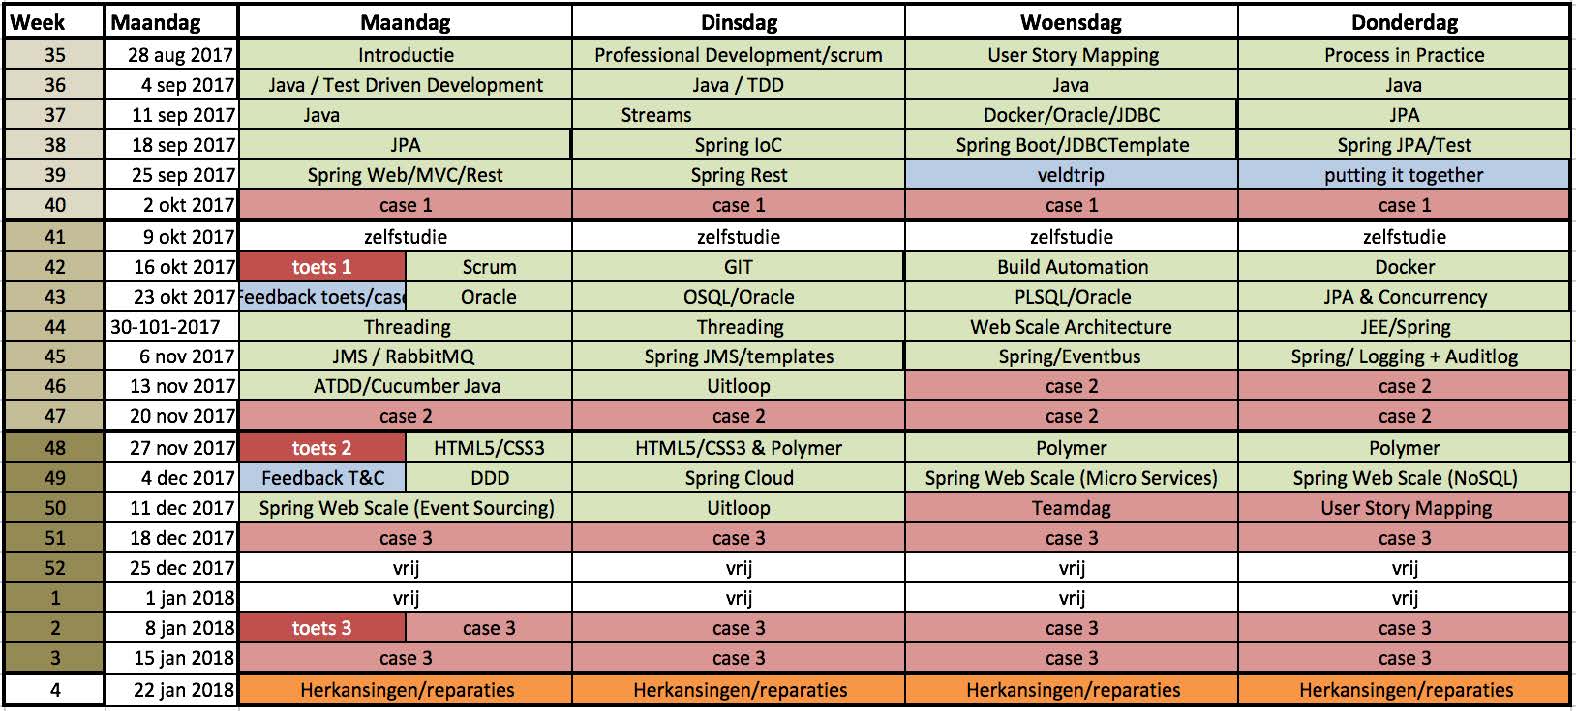 Week Maandag Maandag Dinsdag Woensdag Donderdag
35 28 aug 2017 Introductie Professional Development/scrum User Story Mapping Process in Practice
36 4 sep 2017 Java / Test Driven Development Java / TDD Java Java
37 11 sep 2017 Java Streams Docker/Oracle/JDBC JPA
38 18 sep 2017 JPA Spring IoC Spring Boot/JDBCTemplate Spring JPA/Test
39 25 sep 2017 Spring Web/MVC/Rest Spring Rest veldtrip putting it together
40 2 okt 2017 case 1 case 1 case 1 case 1
41 9 okt 2017 zelfstudie zelfstudie zelfstudie zelfstudie
42 16 okt 2017 toets 1 Scrum GIT Build Automation Docker
43 23 okt 2017 Feedback toets/case Oracle OSQL/Oracle PLSQL/Oracle JPA & Concurrency
44 30-101-2017 Threading Threading Web Scale Architecture JEE/Spring
45 6 nov 2017 JMS / RabbitMQ Spring JMS/templates Spring/Eventbus Spring/ Logging + Auditlog
46 13 nov 2017 ATDD/Cucumber Java Uitloop case 2 case 2
47 20 nov 2017 case 2 case 2 case 2 case 2
48 27 nov 2017 toets 2 HTML5/CSS3 HTML5/CSS3 & Polymer Polymer Polymer
49 4 dec 2017 Feedback T&C DDD Spring Cloud Spring Web Scale (Micro Services) Spring Web Scale (NoSQL)
50 11 dec 2017 Spring Web Scale (Event Sourcing) Uitloop Teamdag User Story Mapping
51 18 dec 2017 case 3 case 3 case 3 case 3
52 25 dec 2017 vrij vrij vrij vrij
1 1 jan 2018 vrij vrij vrij vrij
2 8 jan 2018 toets 3 case 3 case 3 case 3 case 3
3 15 jan 2018 case 3 case 3 case 3 case 3
4 22 jan 2018 Herkansingen/reparaties Herkansingen/reparaties Herkansingen/reparaties Herkansingen/reparaties